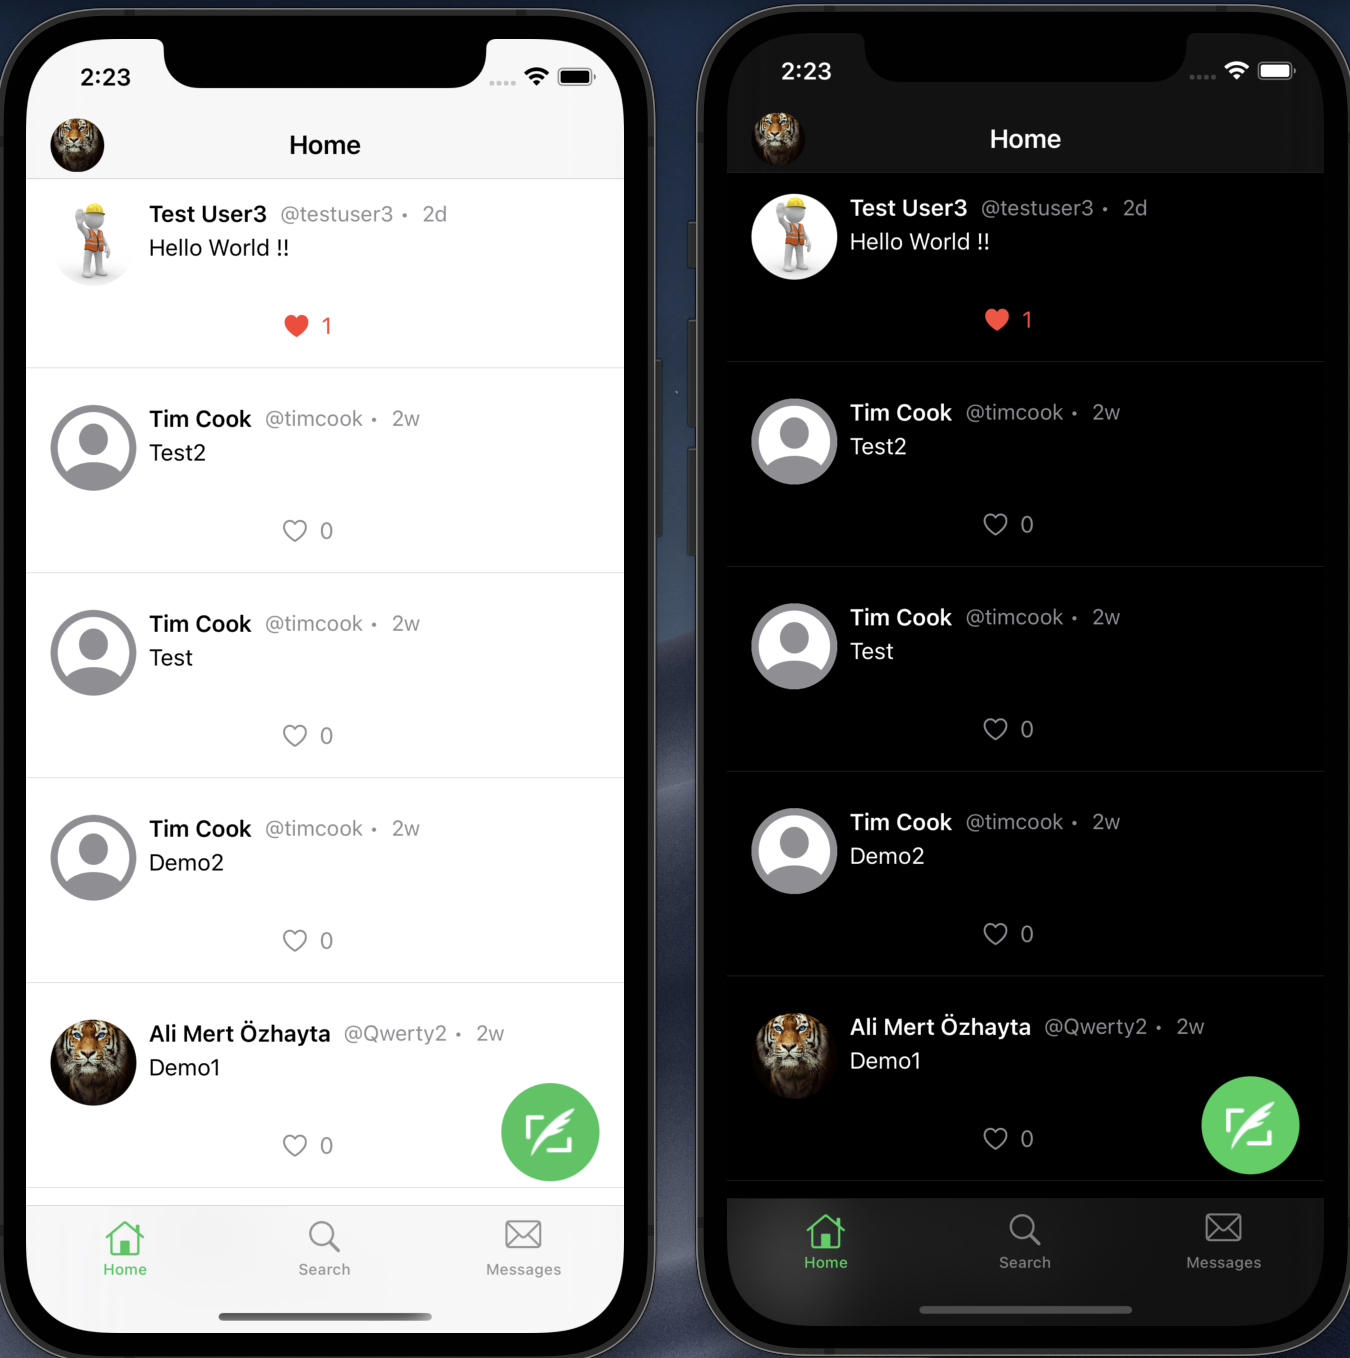 2:23
Home
Test User3 @testuser3 • 2d
Hello World !!
1
Tim Cook @timcook • 2w
Test2
0
Tim Cook @timcook • 2w
Test
0
Tim Cook @timcook • 2w
Demo2
0
Ali Mert Özhayta @Qwerty2 • 2w
Demo1
0
Home Search Messages
2:23
Home
Test User3 @testuser3 • 2d
Hello World !!
1
Tim Cook @timcook • 2w
Test2
0
Tim Cook @timcook • 2w
Test
0
Tim Cook @timcook • 2w
Demo2
0
Ali Mert Özhayta @Qwerty2 • 2w
Demo1
0
Home Search Messages